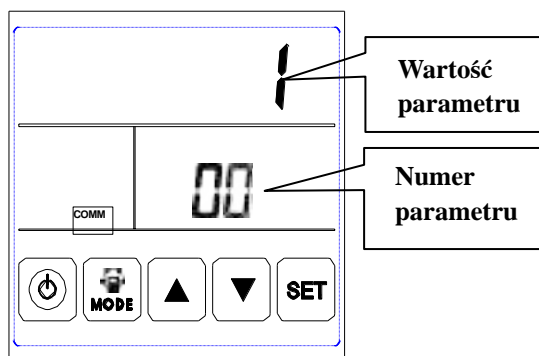 1
Wartość
parametru
00
Numer
parametru
COMM
MODE
SET